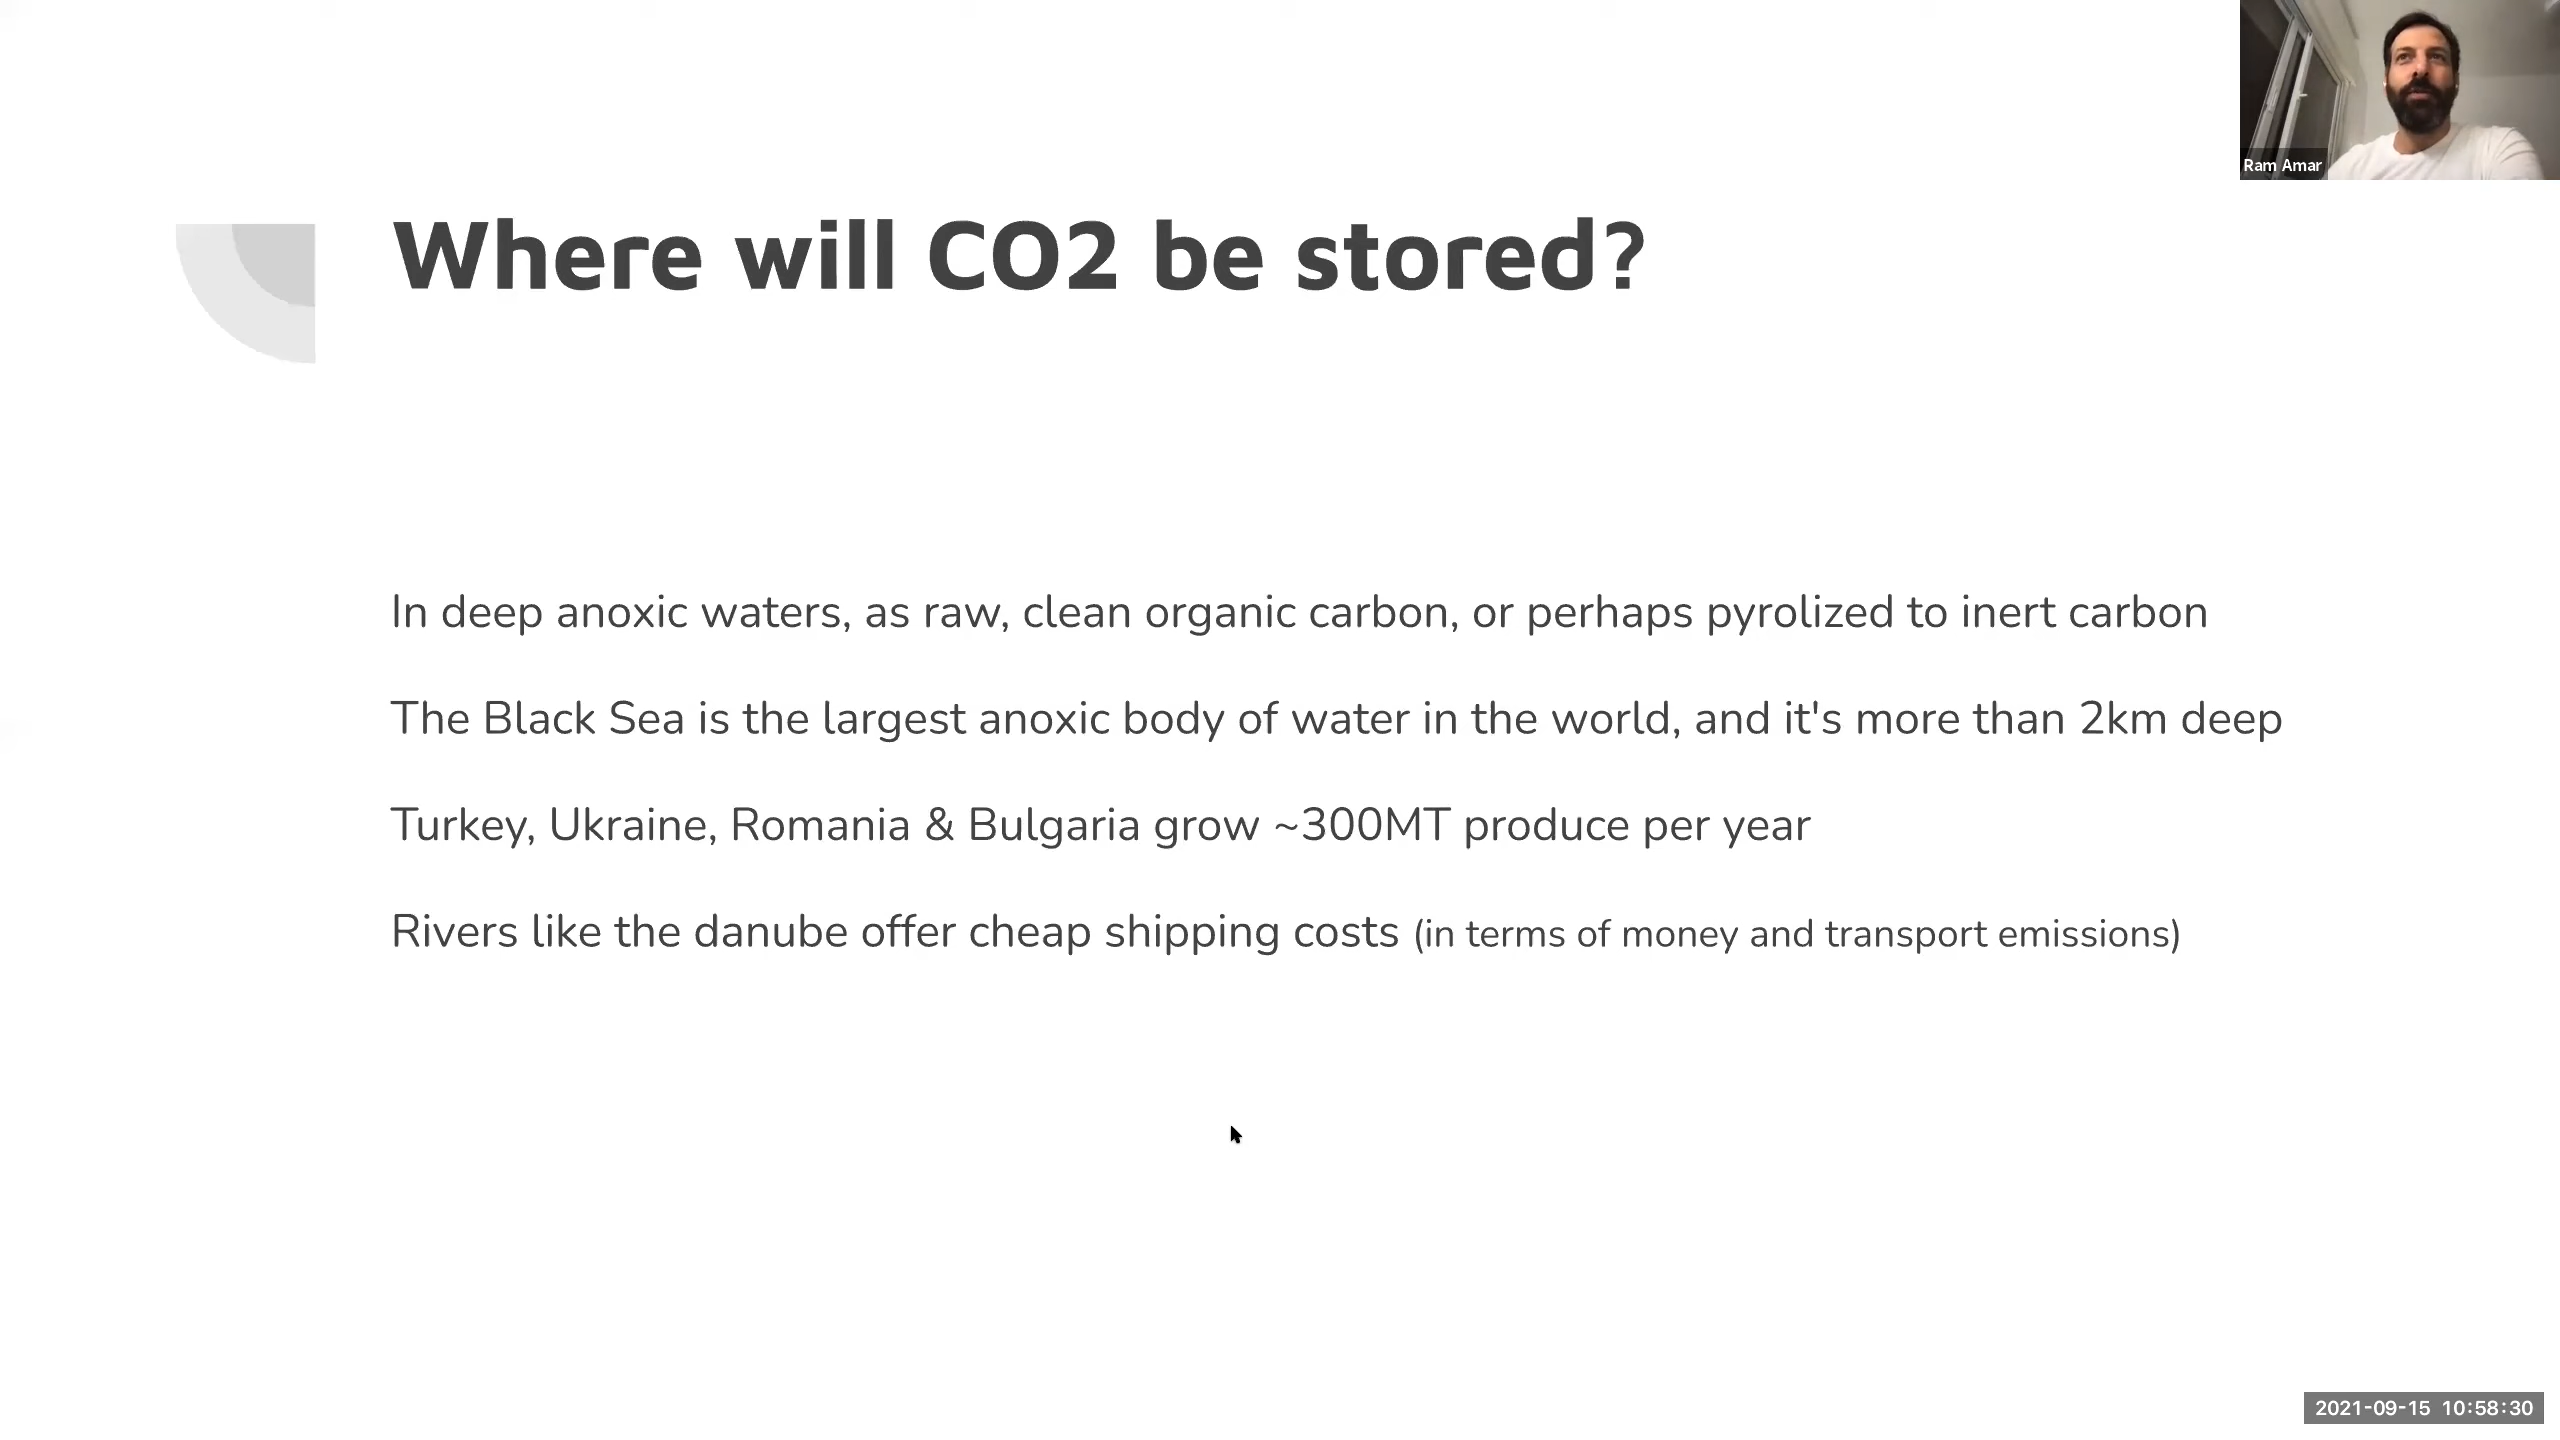 Ram Amar
Where will CO2 be stored?
In deep anoxic waters, as raw, clean organic carbon, or perhaps pyrolized to inert carbon
The Black Sea is the largest anoxic body of water in the world, and it's more than 2km deep
Turkey, Ukraine, Romania & Bulgaria grow ~300MT produce per year
Rivers like the danube offer cheap shipping costs (in terms of money and transport emissions)
2021-09-15 10:58:30